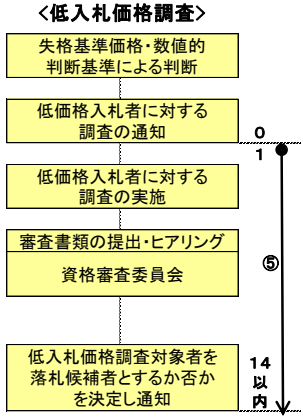 <低入札価格調査>
失格基準価格・数値的
判断基準による判断
低価格入札者に対する
調査の通知
0
1
低価格入札者に対する
調査の実施
審査書類の提出・ヒアリング
⑤
資格審査委員会
低入札価格調査対象者を
落札候補者とするか否か
を決定し通知
14
以
内